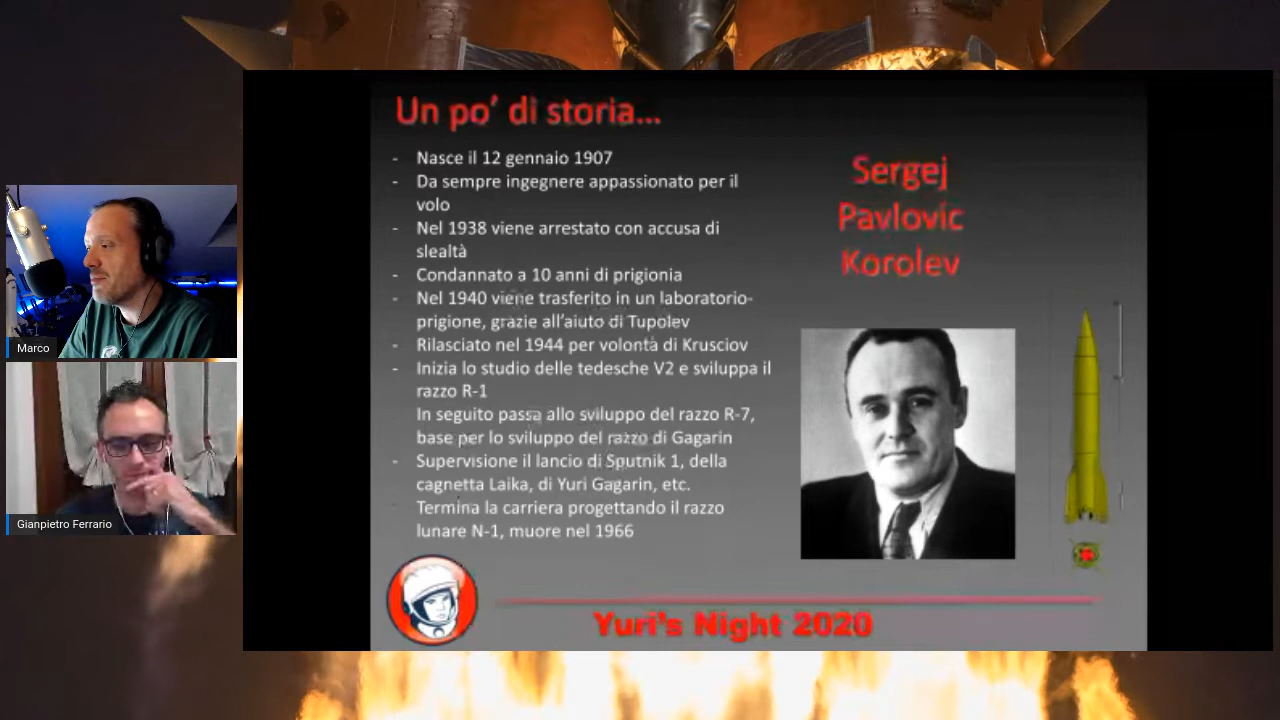 Un po' di storia...
- Nasce il 12 gennaio 1907
- Da sempre ingegnere appassionato per il
volo
- Nel 1938 viene arrestato con accusa di
slealtà
- Condannato a 10 anni di prigionia
- Nel 1940 viene trasferito in un laboratorio-
prigione, grazie all'aiuto di Tupolev
- Rilasciato nel 1944 per volontà di Krusciov
- Inizia lo studio delle tedesche V2 e sviluppa il
razzo R-1
In seguito passa allo sviluppo del razzo R-7,
base per lo sviluppo del razzo di Gagarin
- Supervisione il lancio di Sputnik 1, della
cagnetta Laika, di Yuri Gagarin, etc.
Termina la carriera progettando il razzo
lunare N-1, muore nel 1966
Sergej
Pavlovic
Korolev
Yuri's Night 2020
Marco
Gianpietro Ferrario